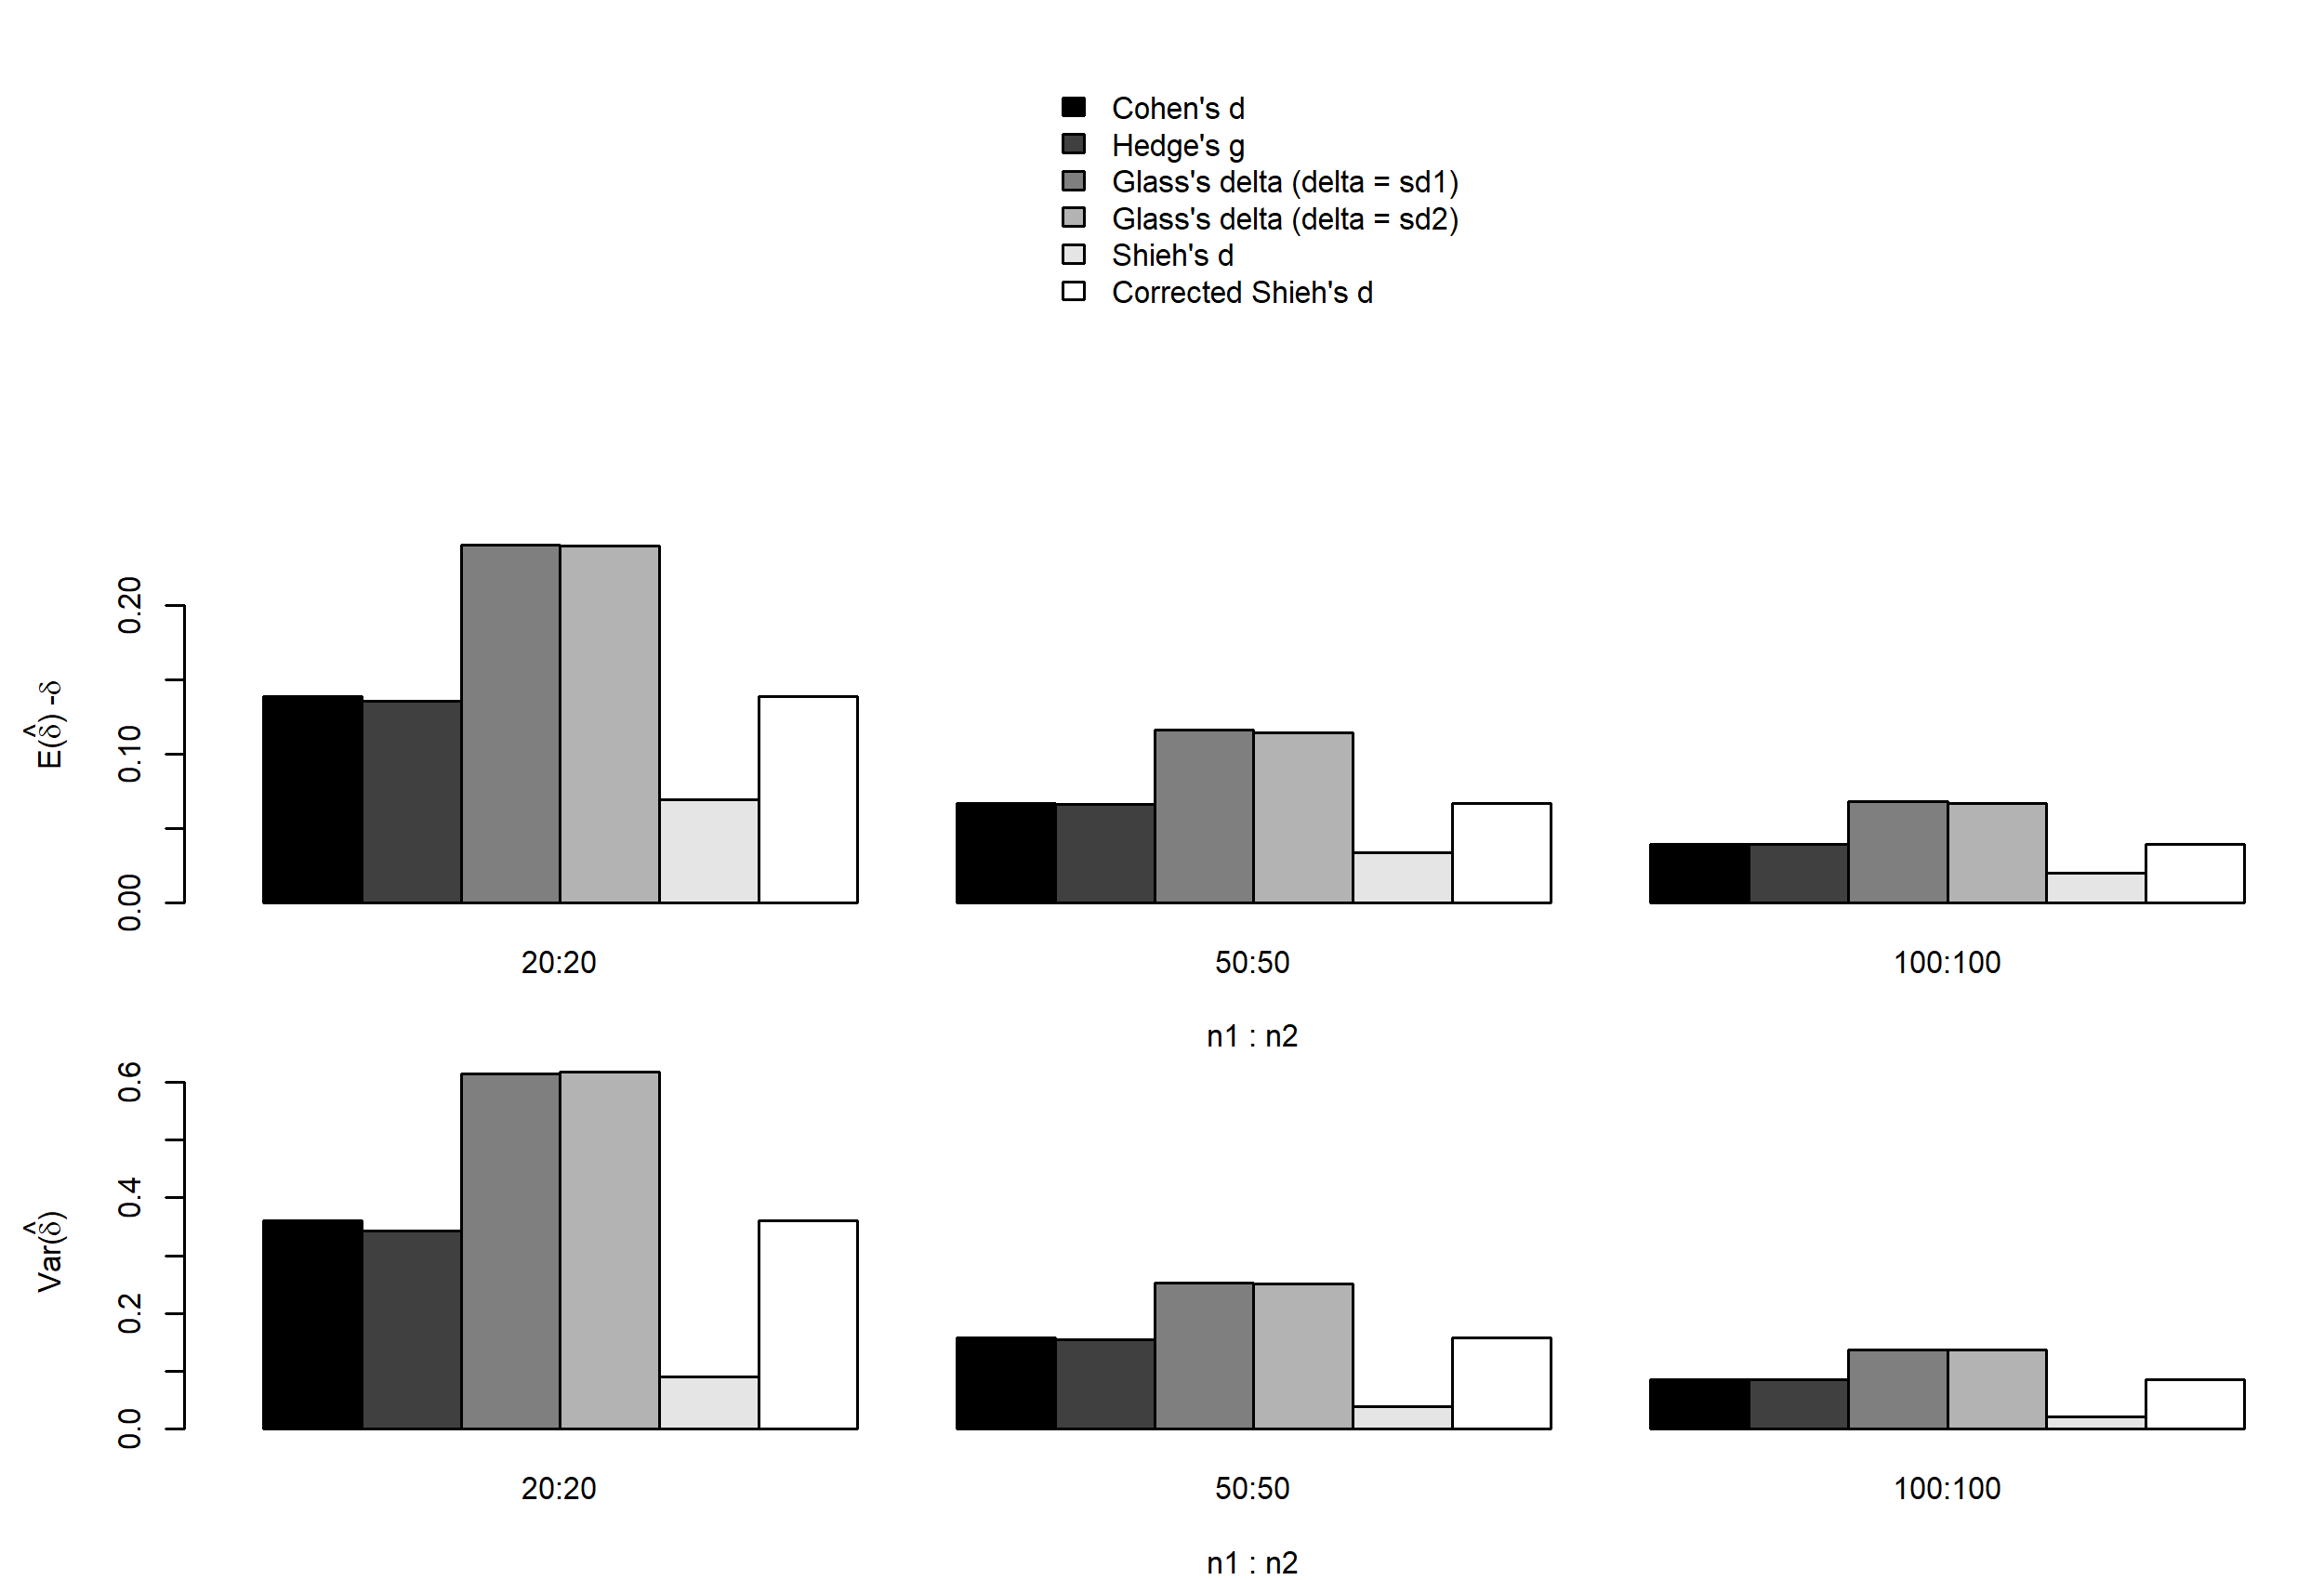 Cohen's d
Hedge's g
Glass's delta (delta = sd1)
Glass's delta (delta = sd2)
Shieh's d
Corrected Shieh's d
E(δ̂) -δ
0.20
0.10
0.00
20:20
50:50
100:100
n1 : n2
Var(δ̂)
0.6
0.4
0.2
0.0
20:20
50:50
100:100
n1 : n2